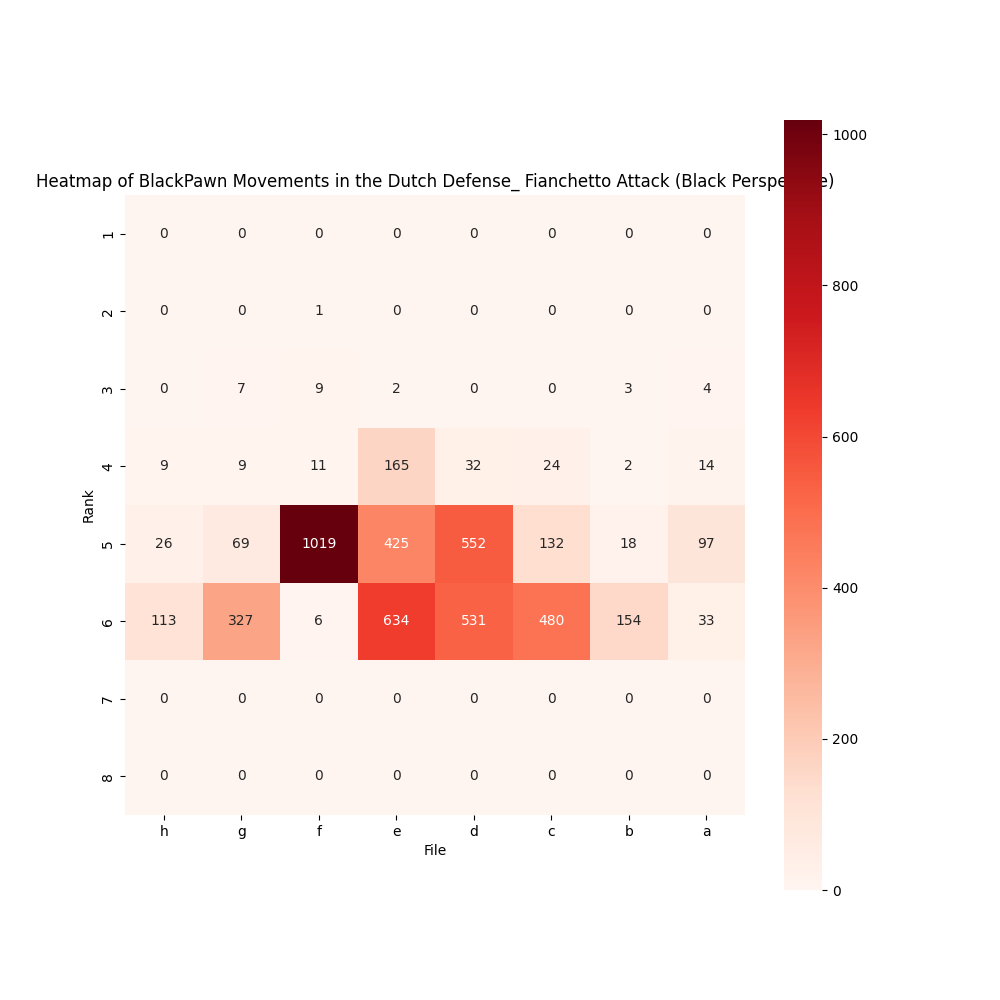 Heatmap of BlackPawn Movements in the Dutch Defense_ Fianchetto Attack (Black Perspective)
Rank
1 0 0 0 0 0 0 0 0
2 0 0 1 0 0 0 0 0
3 0 7 9 2 0 0 3 4
4 9 9 11 165 32 24 2 14
5 26 69 1019 425 552 132 18 97
6 113 327 6 634 531 480 154 33
7 0 0 0 0 0 0 0 0
8 0 0 0 0 0 0 0 0
h g f e d c b a
File
1000
800
600
400
200
0